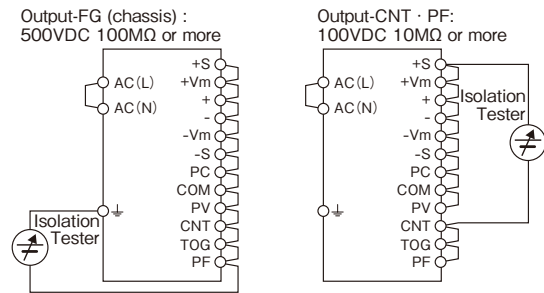 Output-FG (chassis) :
500VDC 100MΩ or more
AC(L)
AC(N)
+S
+Vm
+
-
-Vm
-S
PC
COM
PV
CNT
TOG
PF
Isolation
Tester
Output-CNT · PF:
100VDC 10MΩ or more
AC(L)
AC(N)
+S
+Vm
+
-
-Vm
-S
PC
COM
PV
CNT
TOG
PF
Isolation
Tester